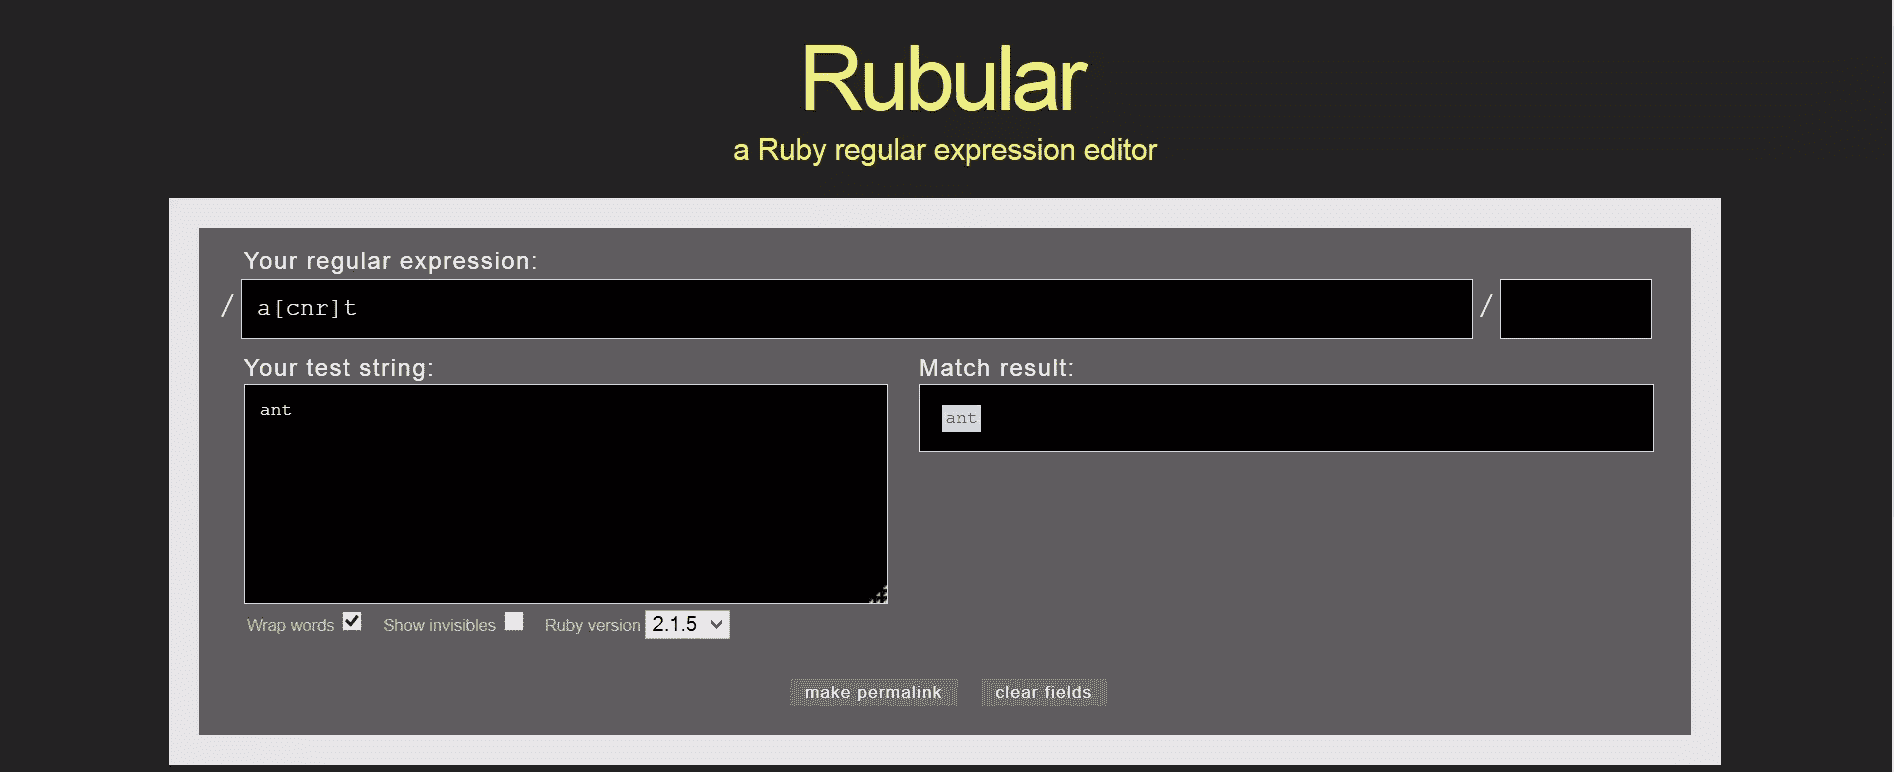 Rubular
a Ruby regular expression editor
Your regular expression:
/ a[cnr]t /
Your test string:
ant
Match result:
ant
Wrap words Show invisibles Ruby version 2.1.5
make permalink clear fields